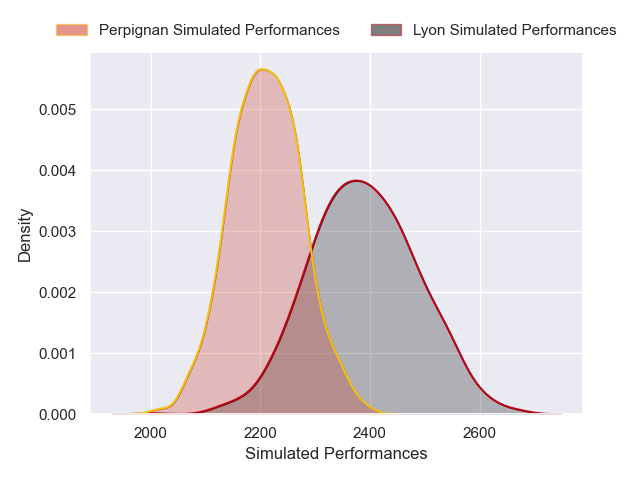 Perpignan Simulated Performances Lyon Simulated Performances
0.005
0.004
0.003
0.002
0.001
0.000
Density
2000 2200 2400 2600
Simulated Performances